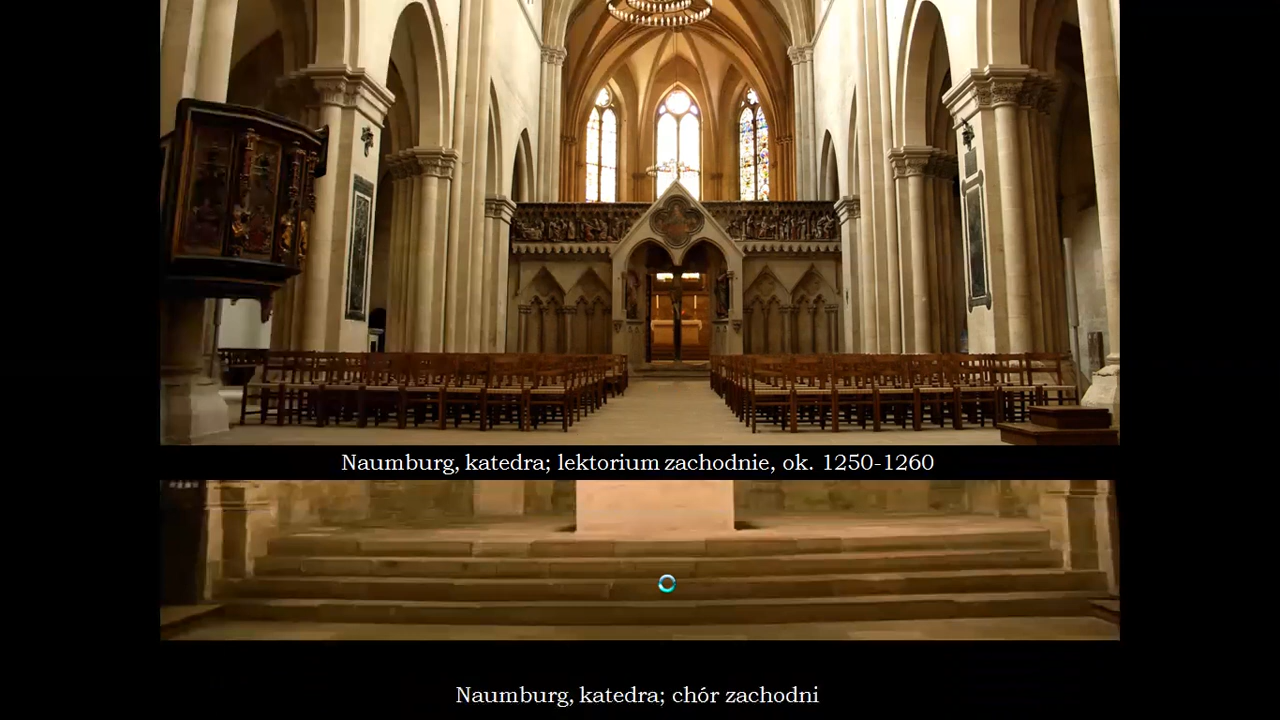 Naumburg, katedra; lektorium zachodnie, ok. 1250-1260
Naumburg, katedra; chór zachodni